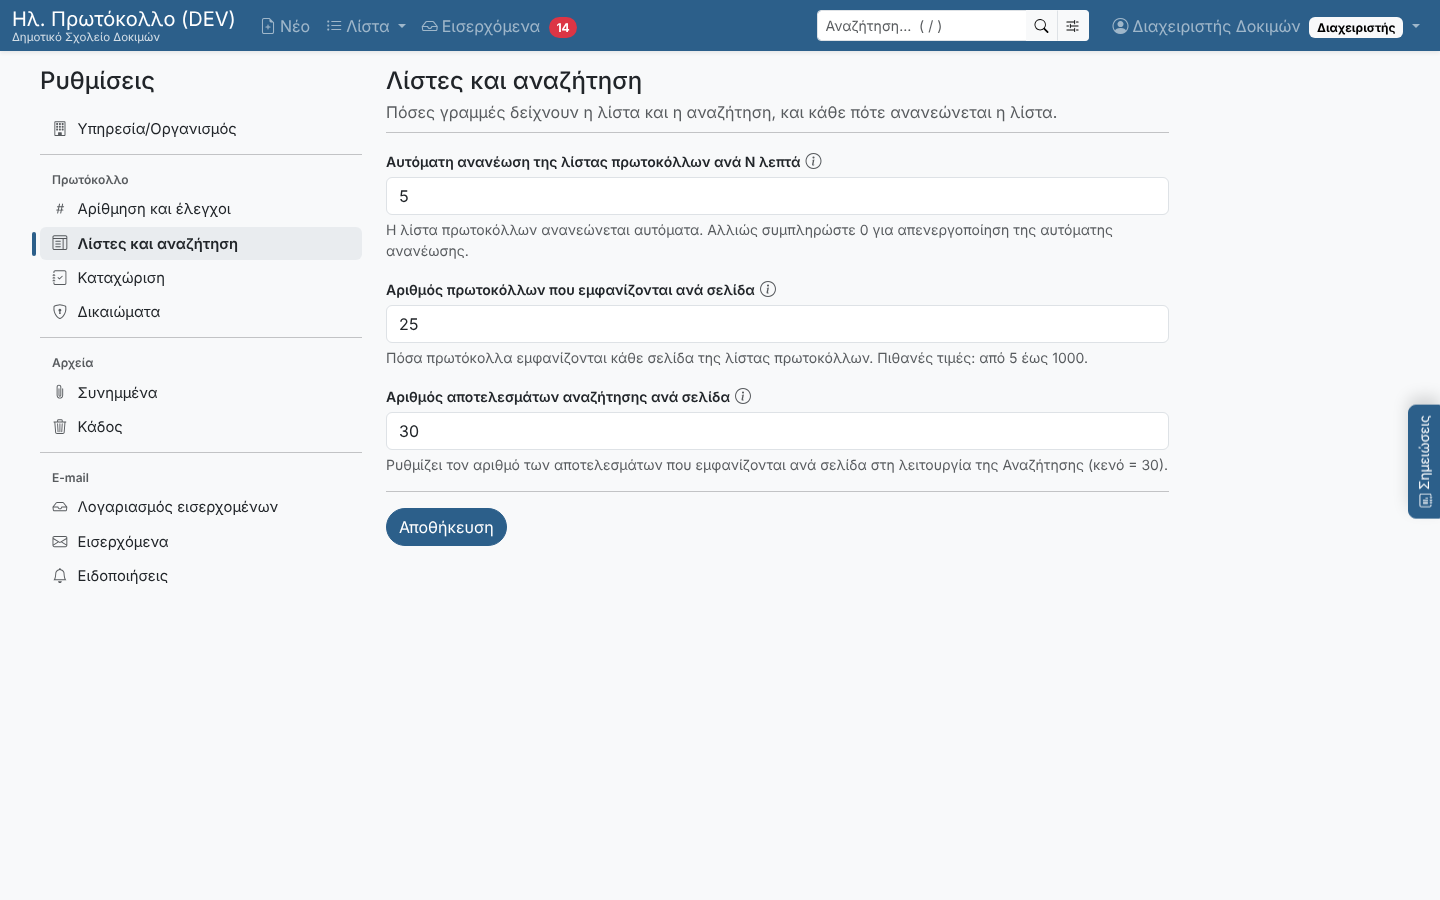 Ηλ. Πρωτόκολλο (DEV)
Δημοτικό Σχολείο Δοκιμών
Νέο
Λίστα
Εισερχόμενα 14
Αναζήτηση... ( / )
Διαχειριστής Δοκιμών Διαχειριστής
Ρυθμίσεις
Υπηρεσία/Οργανισμός
Πρωτόκολλο
# Αρίθμηση και έλεγχοι
Λίστες και αναζήτηση
Καταχώριση
Δικαιώματα
Αρχεία
Συνημμένα
Κάδος
E-mail
Λογαριασμός εισερχομένων
Εισερχόμενα
Ειδοποιήσεις
Λίστες και αναζήτηση
Πόσες γραμμές δείχνουν η λίστα και η αναζήτηση, και κάθε πότε ανανεώνεται η λίστα.
Αυτόματη ανανέωση της λίστας πρωτοκόλλων ανά Ν λεπτά
5
Η λίστα πρωτοκόλλων ανανεώνεται αυτόματα. Αλλιώς συμπληρώστε 0 για απενεργοποίηση της αυτόματης
ανανέωσης.
Αριθμός πρωτοκόλλων που εμφανίζονται ανά σελίδα
25
Πόσα πρωτόκολλα εμφανίζονται κάθε σελίδα της λίστας πρωτοκόλλων. Πιθανές τιμές: από 5 έως 1000.
Αριθμός αποτελεσμάτων αναζήτησης ανά σελίδα
30
Ρυθμίζει τον αριθμό των αποτελεσμάτων που εμφανίζονται ανά σελίδα στη λειτουργία της Αναζήτησης (κενό = 30).
Αποθήκευση
Σημειώσεις